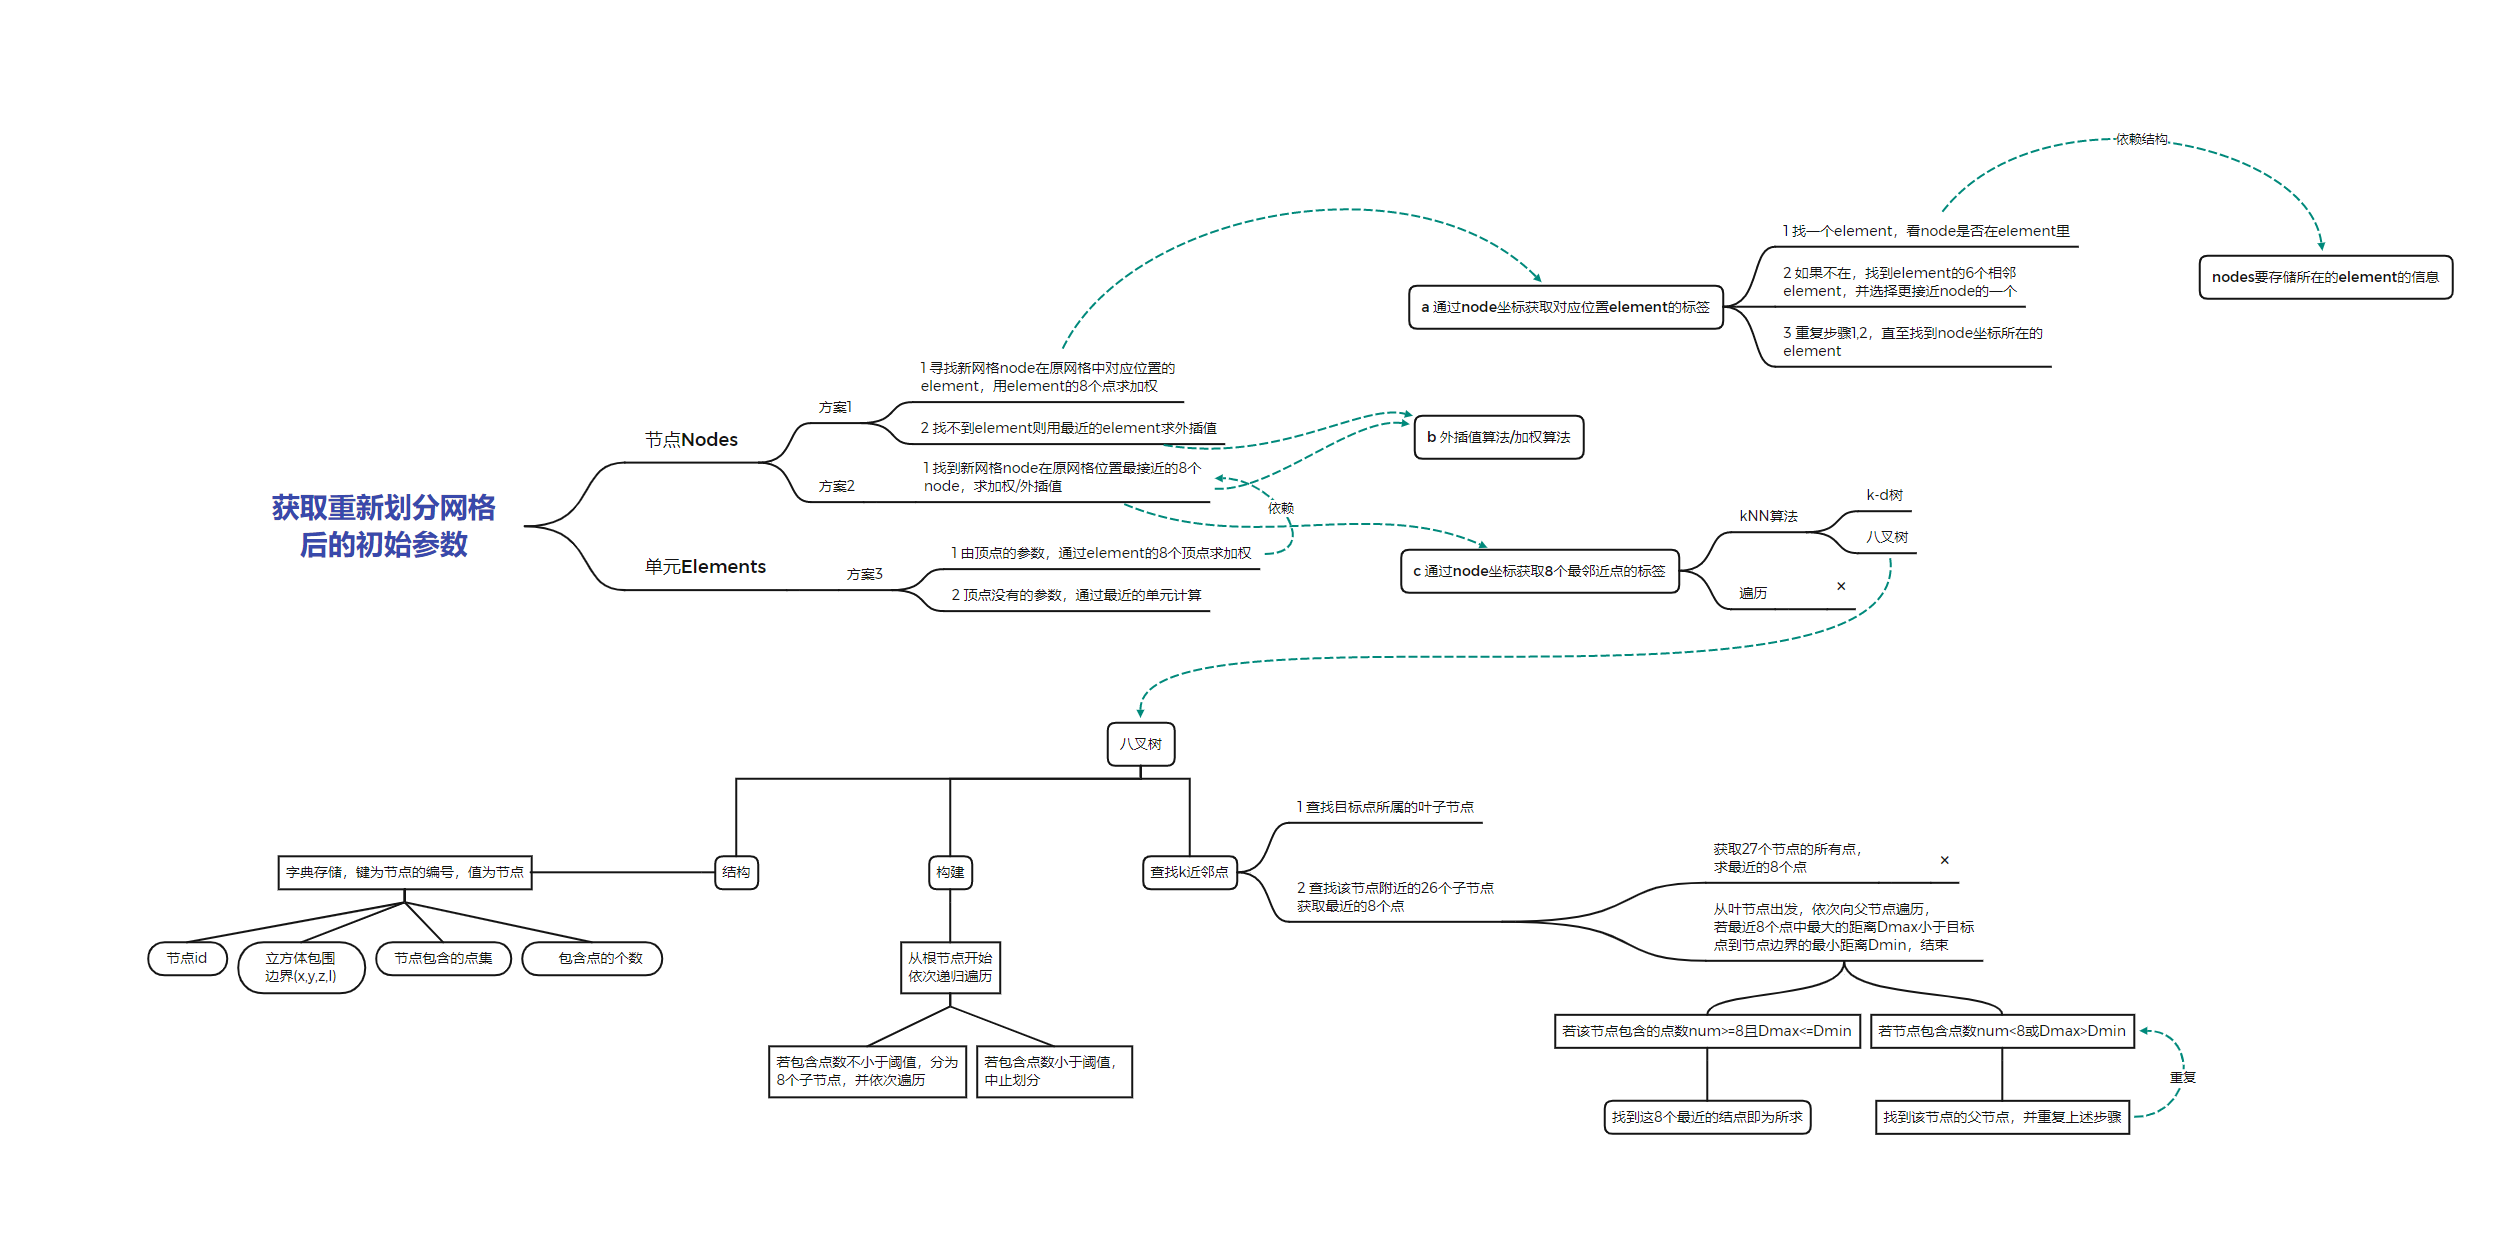 获取重新划分网格
后的初始参数
节点Nodes
方案1
1 寻找新网格node在原网格中对应位置的
element，用element的8个点求加权
2 找不到element则用最近的element求外插值
方案2
1 找到新网格node在原网格位置最接近的8个
node，求加权/外插值
单元Elements
方案3
1 由顶点的参数，通过element的8个顶点求加权
2 顶点没有的参数，通过最近的单元计算
依赖
a 通过node坐标获取对应位置element的标签
1 找一个element，看node是否在element里
2 如果不在，找到element的6个相邻
element，并选择更接近node的一个
3 重复步骤1,2，直至找到node坐标所在的
element
依赖结构
nodes要存储所在的element的信息
b 外插值算法/加权算法
c 通过node坐标获取8个最邻近点的标签
kNN算法
k-d树
八叉树
遍历
×
八叉树
结构
字典存储，键为节点的编号，值为节点
节点id
立方体包围
边界(x,y,z,l)
节点包含的点集
包含点的个数
构建
从根节点开始
依次递归遍历
若包含点数不小于阈值，分为
8个子节点，并依次遍历
若包含点数小于阈值，
中止划分
查找k近邻点
1 查找目标点所属的叶子节点
2 查找该节点附近的26个子节点
获取最近的8个点
获取27个节点的所有点，
求最近的8个点
×
从叶节点出发，依次向父节点遍历，
若最近8个点中最大的距离Dmax小于目标
点到节点边界的最小距离Dmin，结束
若该节点包含的点数num>=8且Dmax<=Dmin
找到这8个最近的结点即为所求
若节点包含点数num<8或Dmax>Dmin
找到该节点的父节点，并重复上述步骤
重复